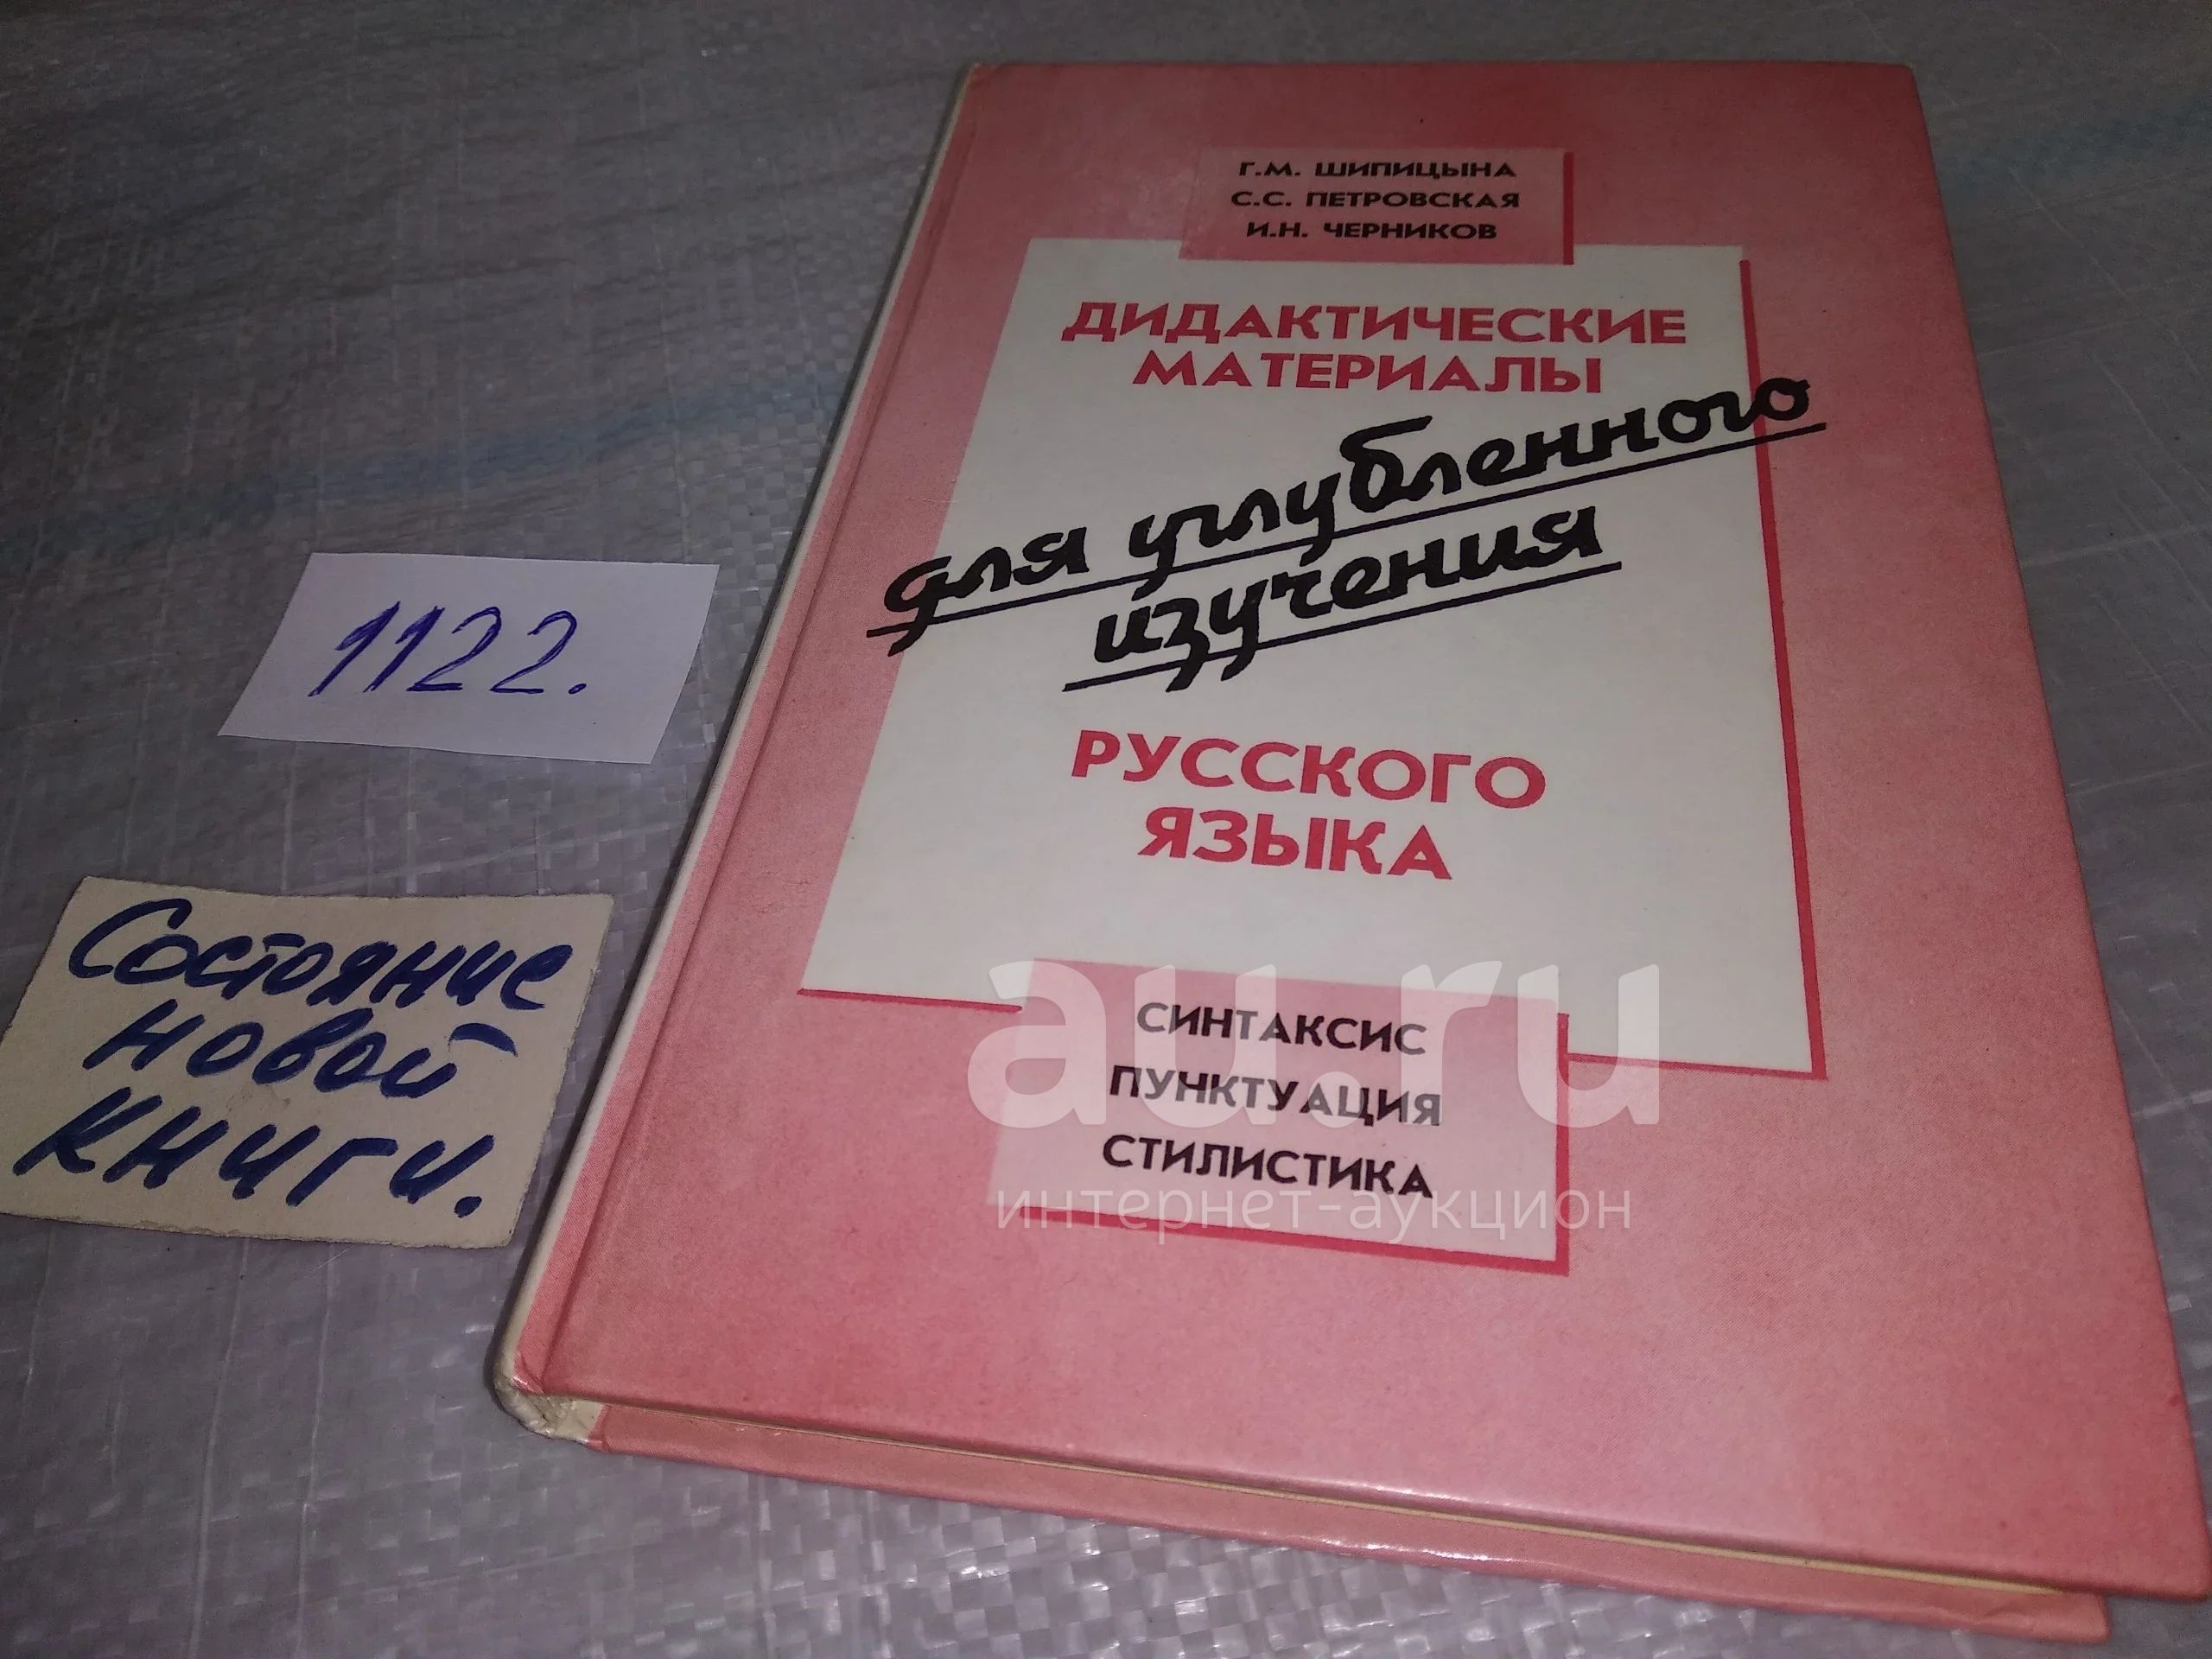 Г.М. ШИПИЦЫНА
С.С. ПЕТРОВСКАЯ
И.Н. ЧЕРНИКОВ
ДИДАКТИЧЕСКИЕ
МАТЕРИАЛЫ
для углубленного
изучения
РУССКОГО
ЯЗЫКА
СИНТАКСИС
ПУНКТУАЦИЯ
СТИЛИСТИКА
1122.
Состояние
новой
книги.
au.ru
интернет-аукцион